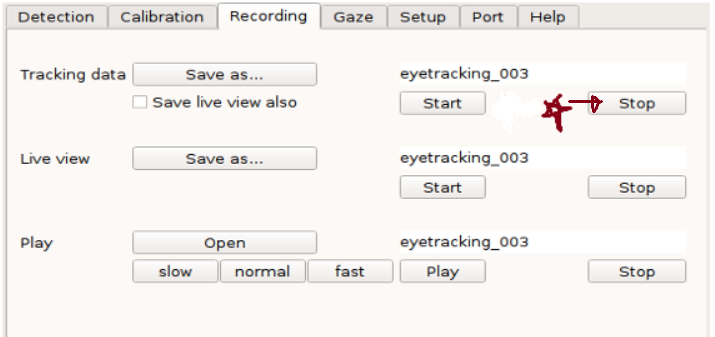 Detection Calibration Recording Gaze Setup Port Help
Tracking data Save as... eyetracking_003
Save live view also Start Stop
Live view Save as... eyetracking_003
Start Stop
Play Open eyetracking_003
slow normal fast Play Stop